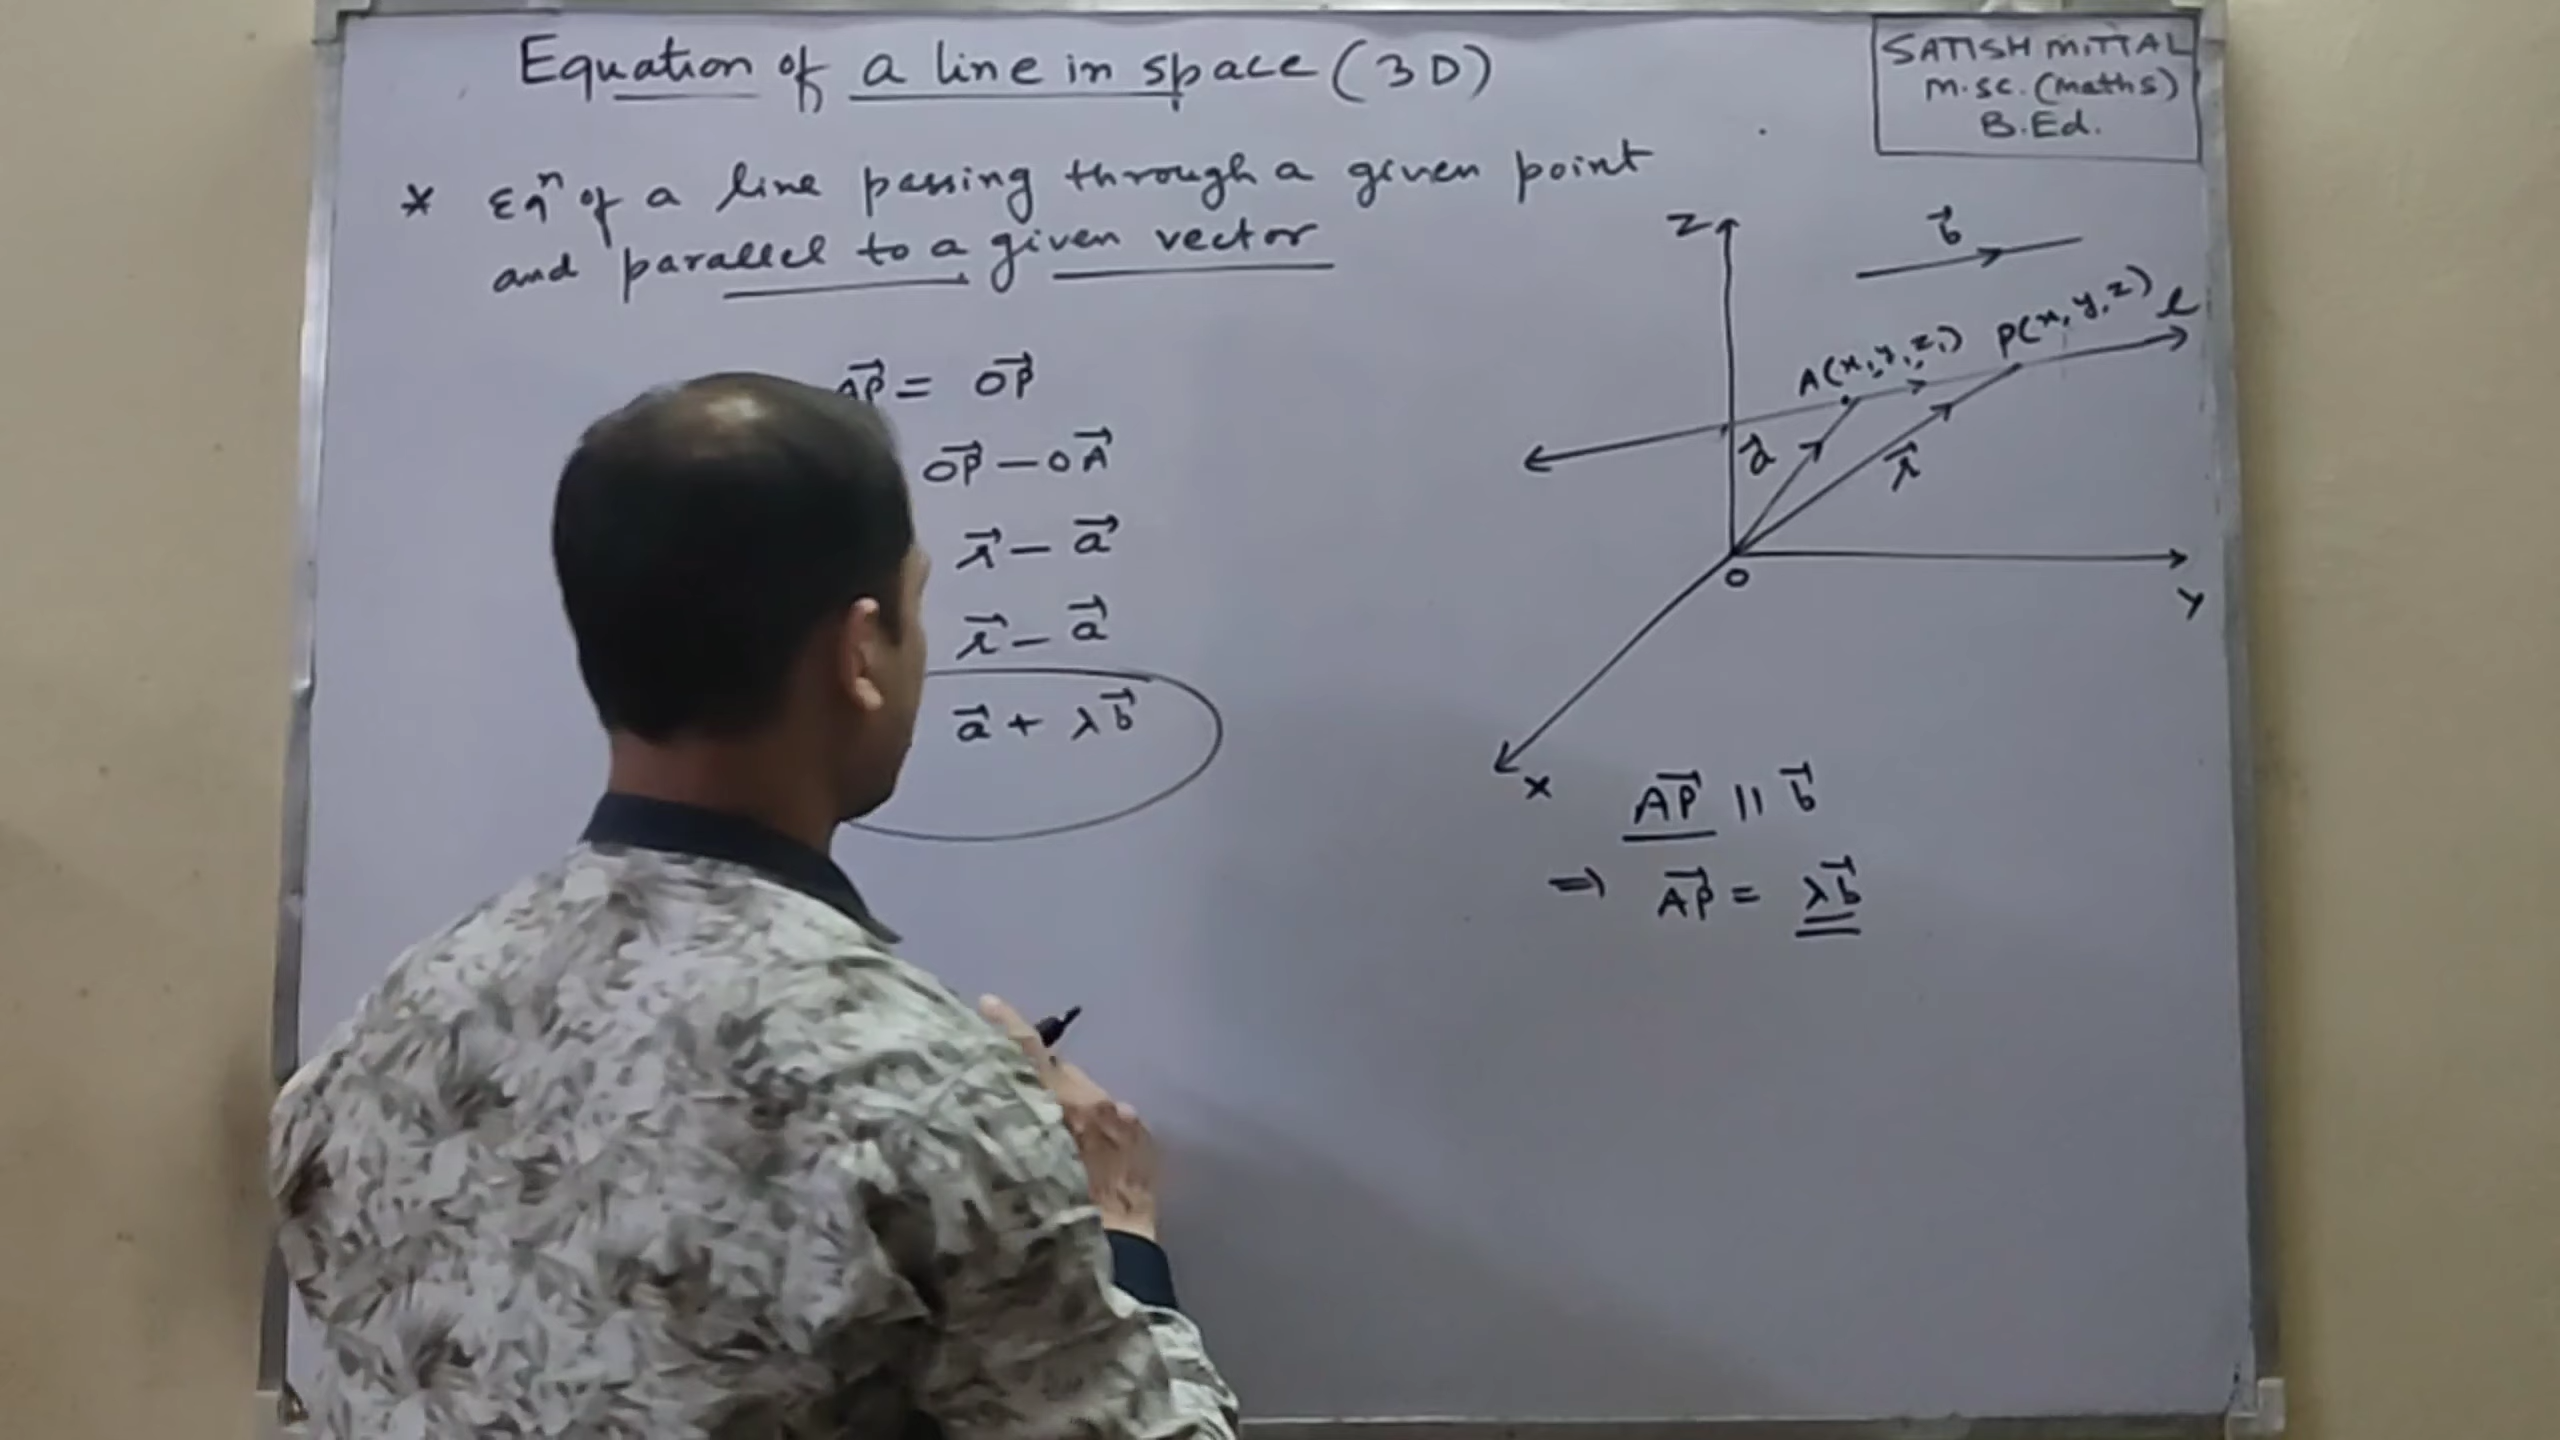 Equation of a line in space (3D)
SATISH MITTAL
M.Sc. (Maths)
B.Ed.
* Eqⁿ of a line passing through a given point
and parallel to a given vector
AP⃗ = OP⃗
OP⃗ – OA⃗
r⃗ – a⃗
r⃗ – a⃗
a⃗ + λb⃗
Z
b⃗
A(x₁, y₁, z₁) P(x, y, z) l
a⃗ r⃗
O
Y
X
AP⃗ || b⃗
⇒ AP⃗ = λb⃗